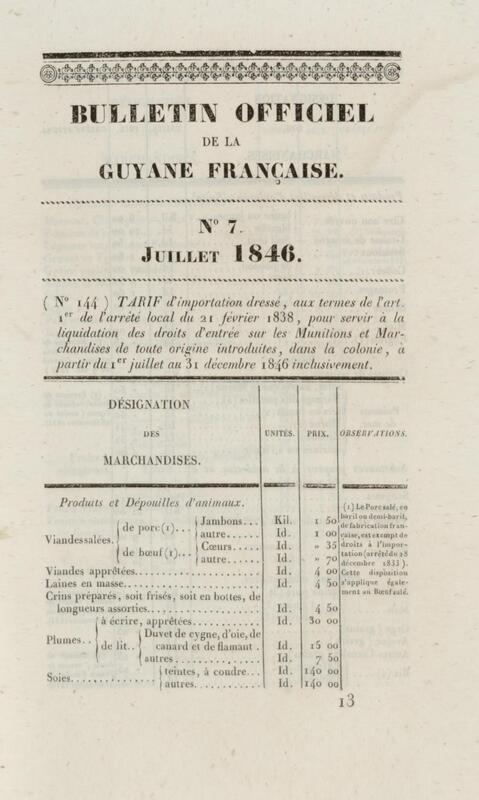 BULLETIN OFFICIEL
DE LA
GUYANE FRANÇAISE.
N° 7.
JUILLET 1846.
( N° 144 ) TARIF d'importation dressé, aux termes de l'art.
1er de l'arrêté local du 21 février 1838, pour servir à la
liquidation des droits d'entrée sur les Munitions et Mar-
chandises de toute origine introduites, dans la colonie, à
partir du 1er juillet au 31 décembre 1846 inclusivement.
DÉSIGNATION
DES
MARCHANDISES.
UNITÉS.
PRIX.
OBSERVATIONS.
Produits et Dépouilles d'animaux.
Viandes salées. de porc (1)... Jambons... Kil. 1 50
autre... Id. 1 00
de bœuf (1)... Cœurs... Id. " 35
autre... Id. " 70
Viandes apprêtées... Id. 4 00
Laines en masse... Id. 4 50
Crins préparés, soit frisés, soit en bottes, de
longueurs assorties... Id. 4 50
Plumes.. à écrire, apprêtées... Id. 30 00
de lit.. Duvet de cygne, d'oie, de
canard et de flamant. Id. 15 00
autres... Id. 7 50
Soies... teintes, à coudre... Id. 140 00
autres... Id. 140 00
(1) Le Porc salé, en
baril ou demi-baril,
de fabrication fran-
çaise, est exempt de
droits à l'impor-
tation (arrêté du 28
décembre 1833).
Cette disposition
s'applique égale-
ment au Bœuf salé.
13